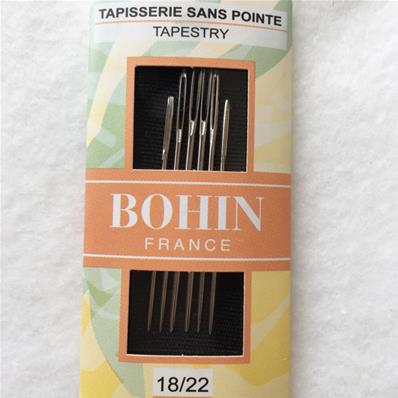 TAPISSERIE SANS POINTE
TAPESTRY
BOHIN
FRANCE
18/22